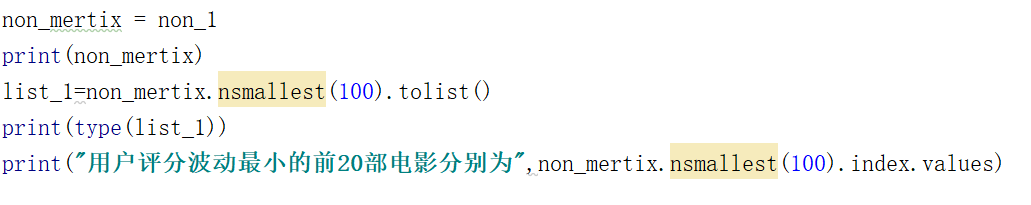 non_mertix = non_1
print(non_mertix)
list_1=non_mertix.nsmallest(100).tolist()
print(type(list_1))
print("用户评分波动最小的前20部电影分别为",non_mertix.nsmallest(100).index.values)